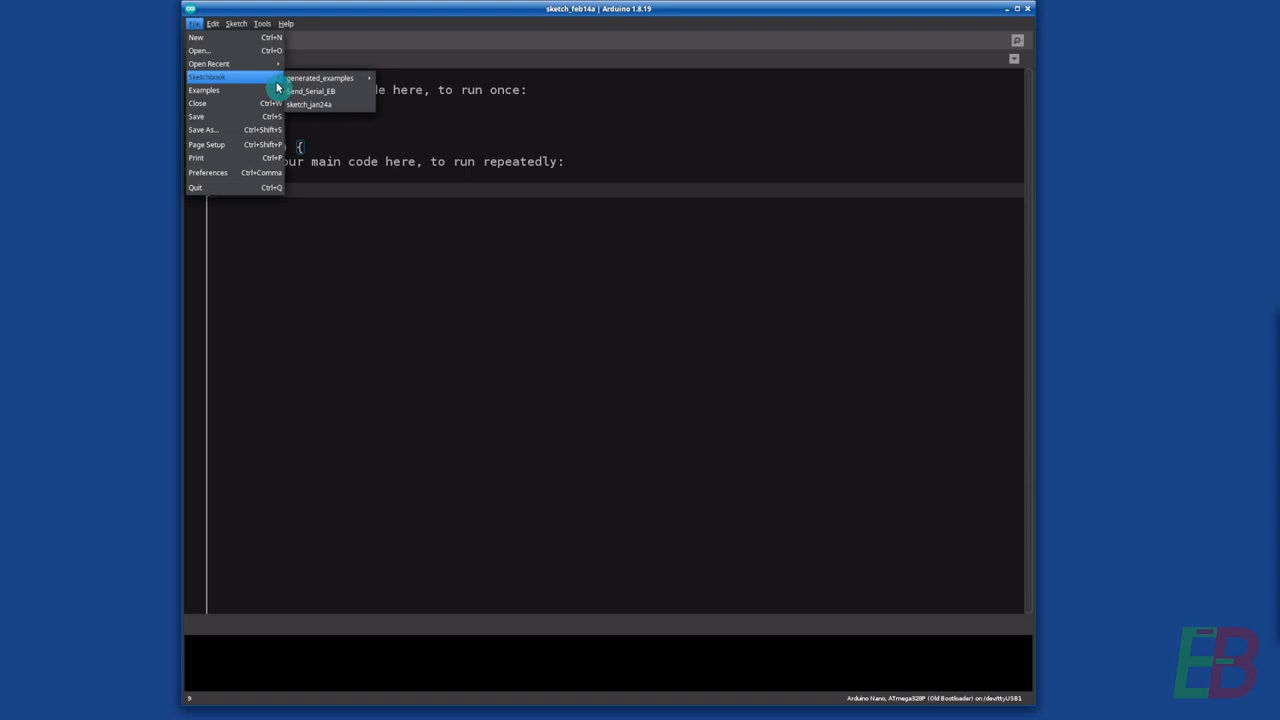 sketch_feb14a | Arduino 1.8.19
File Edit Sketch Tools Help
New Ctrl+N
Open... Ctrl+O
Open Recent
Sketchbook
Examples
Close Ctrl+W
Save Ctrl+S
Save As... Ctrl+Shift+S
Page Setup Ctrl+Shift+P
Print Ctrl+P
Preferences Ctrl+Comma
Quit Ctrl+Q
generated_examples
Send_Serial_EB
sketch_jan24a
de here, to run once:
{
our main code here, to run repeatedly:
9
Arduino Nano, ATmega328P (Old Bootloader) on /dev/ttyUSB1
EB